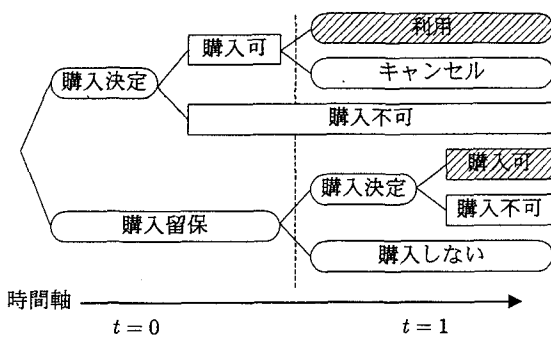 利用
購入可
購入決定
キャンセル
購入不可
購入可
購入決定
購入不可
購入留保
購入しない
時間軸
t = 0
t = 1